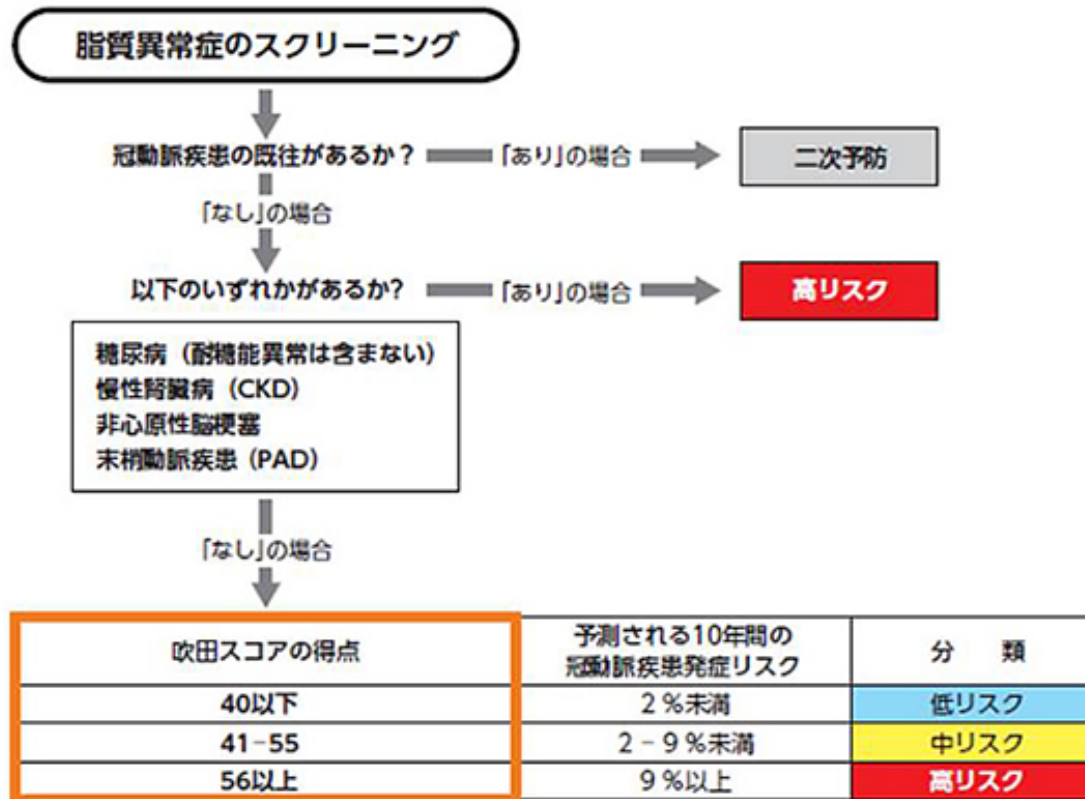 脂質異常症のスクリーニング
冠動脈疾患の既往があるか？ 「あり」の場合 二次予防
「なし」の場合
以下のいずれかがあるか? 「あり」の場合 高リスク
糖尿病（耐糖能異常は含まない）
慢性腎臓病（CKD）
非心原性脳梗塞
末梢動脈疾患（PAD）
「なし」の場合
吹田スコアの得点 予測される10年間の
冠動脈疾患発症リスク 分 類
40以下 2％未満 低リスク
41-55 2-9％未満 中リスク
56以上 9％以上 高リスク